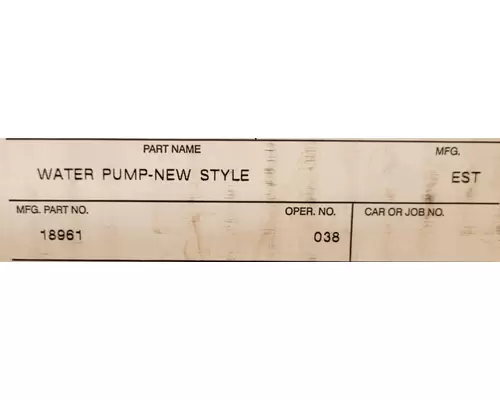 PART NAME MFG.
WATER PUMP-NEW STYLE EST
MFG. PART NO. OPER. NO. CAR OR JOB NO.
18961 038